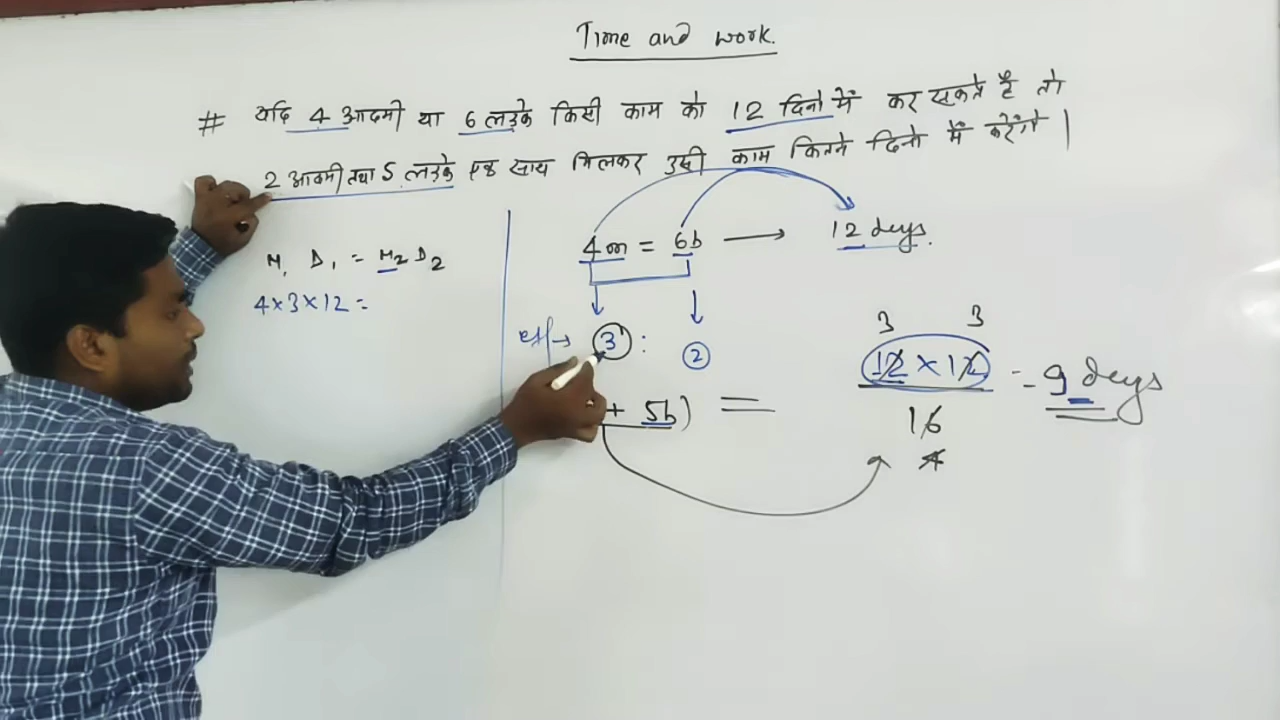 Time and work.
# यदि 4 आदमी या 6 लड़के किसी काम को 12 दिनो में कर सकते है तो
2 आदमी तथा 5 लड़के एक साथ मिलकर उसी काम कितने दिनो में करेंगे।
M₁ D₁ = M₂ D₂
4×3×12=
4m = 6b → 12 days.
eff → 3 : 2
+ 5b) =
3 3
12 × 12 = 9 days
16
4